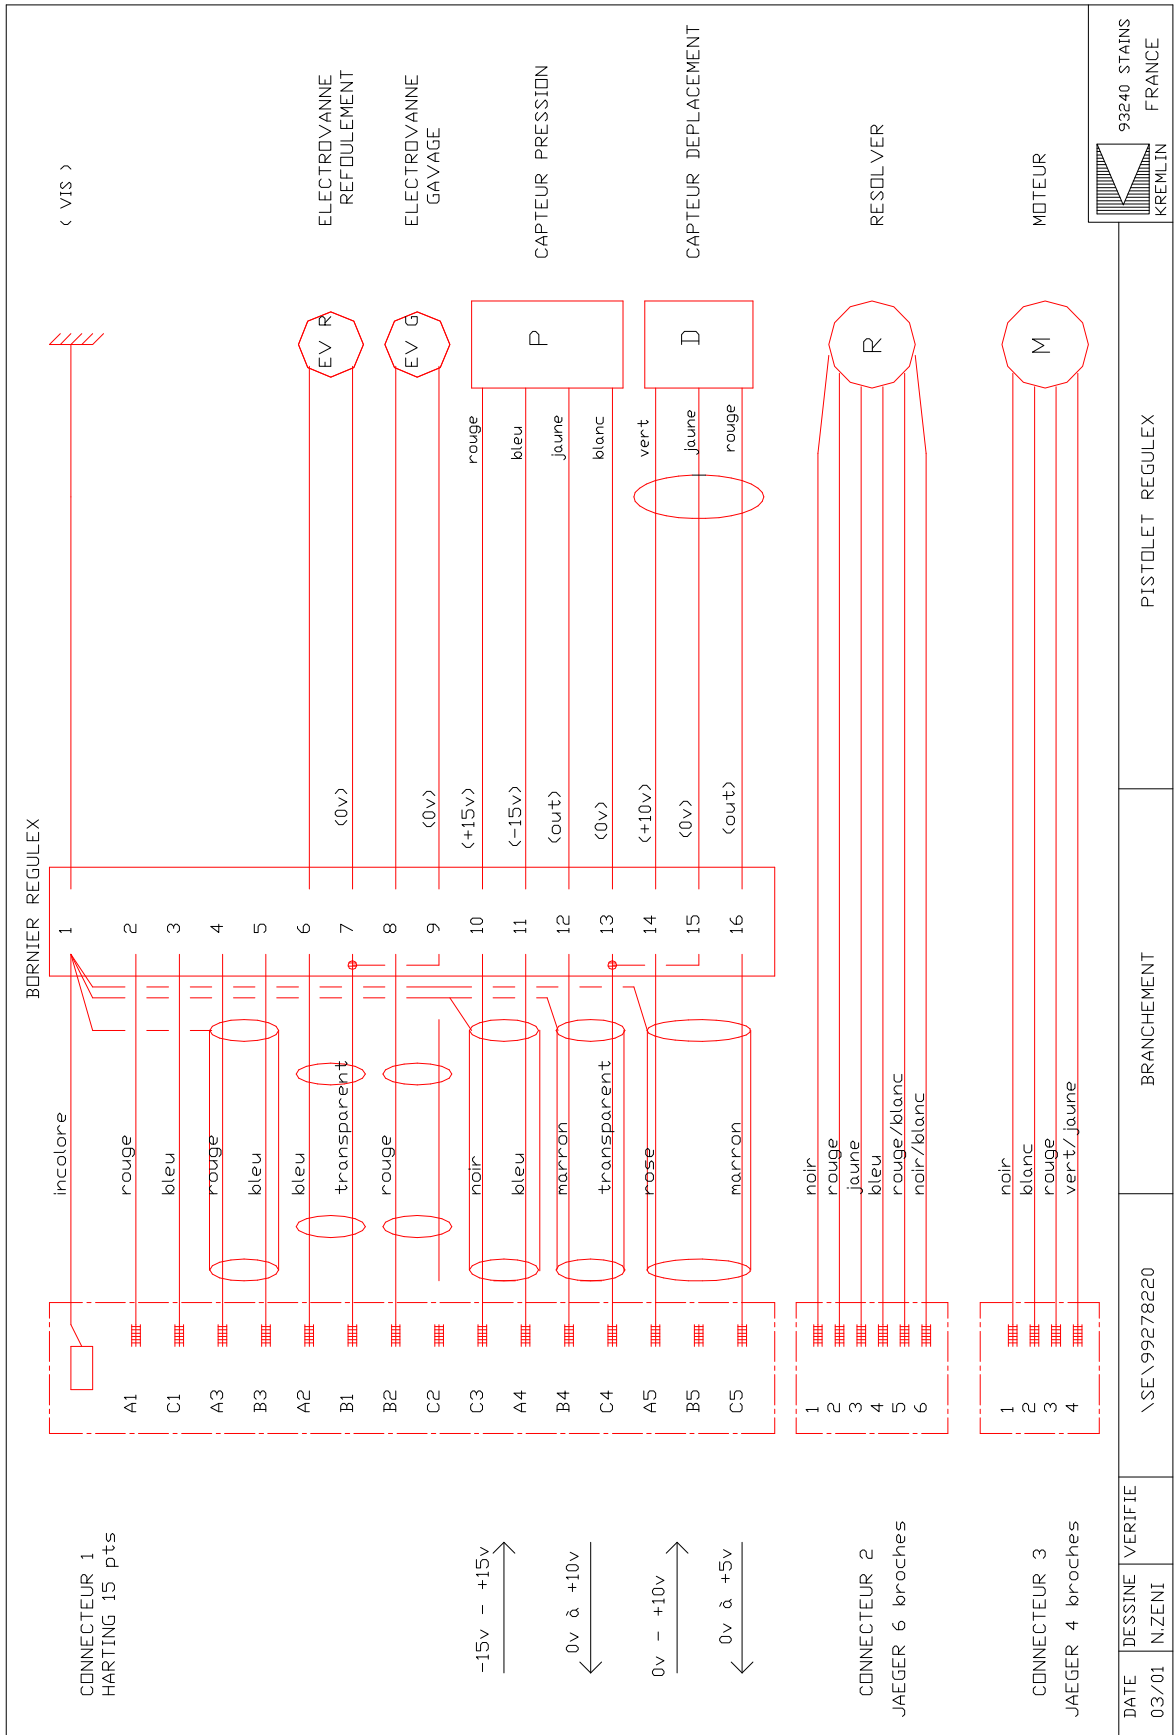 CONNECTEUR 1
HARTING 15 pts
BORNIER REGULEX
( VIS )
incolore
1
A1
rouge
2
C1
bleu
3
A3
rouge
4
B3
bleu
5
A2
bleu
6
B1
transparent
7
(0v)
EV R
ELECTROVANNE
REFOULEMENT
B2
rouge
8
C2
9
(0v)
EV G
ELECTROVANNE
GAVAGE
-15v - +15v
C3
noir
10
(+15v)
rouge
A4
bleu
11
(-15v)
bleu
P
CAPTEUR PRESSION
0v à +10v
B4
marron
12
(out)
jaune
C4
transparent
13
(0v)
blanc
0v - +10v
A5
rose
14
(+10v)
vert
B5
15
(0v)
jaune
D
CAPTEUR DEPLACEMENT
0v à +5v
C5
marron
16
(out)
rouge
CONNECTEUR 2
JAEGER 6 broches
1
noir
2
rouge
3
jaune
4
bleu
5
rouge/blanc
6
noir/blanc
R
RESOLVER
CONNECTEUR 3
JAEGER 4 broches
1
noir
2
blanc
3
rouge
4
vert/jaune
M
MOTEUR
DATE
03/01
DESSINE
N.ZENI
VERIFIE
\SE\99278220
BRANCHEMENT
PISTOLET REGULEX
KREMLIN
93240 STAINS
FRANCE